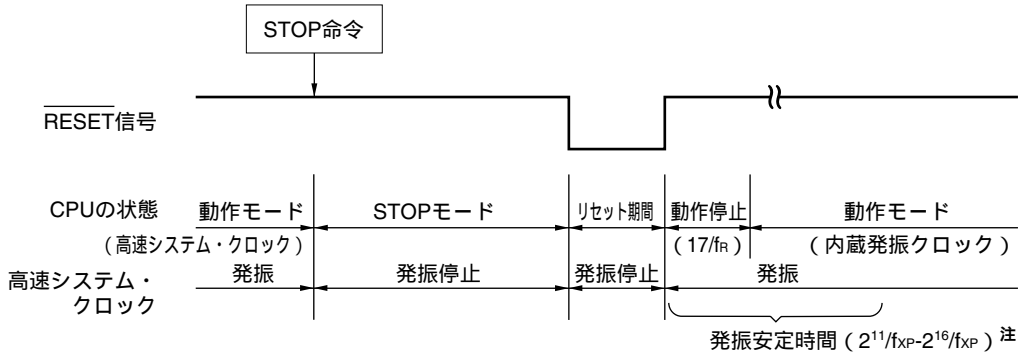 STOP命令
RESET信号
CPUの状態 動作モード STOPモード リセット期間 動作停止 動作モード
(高速システム・クロック) (17/fR) (内蔵発振クロック)
高速システム・クロック 発振 発振停止 発振停止 発振
発振安定時間(2^11/fXP-2^16/fXP)注